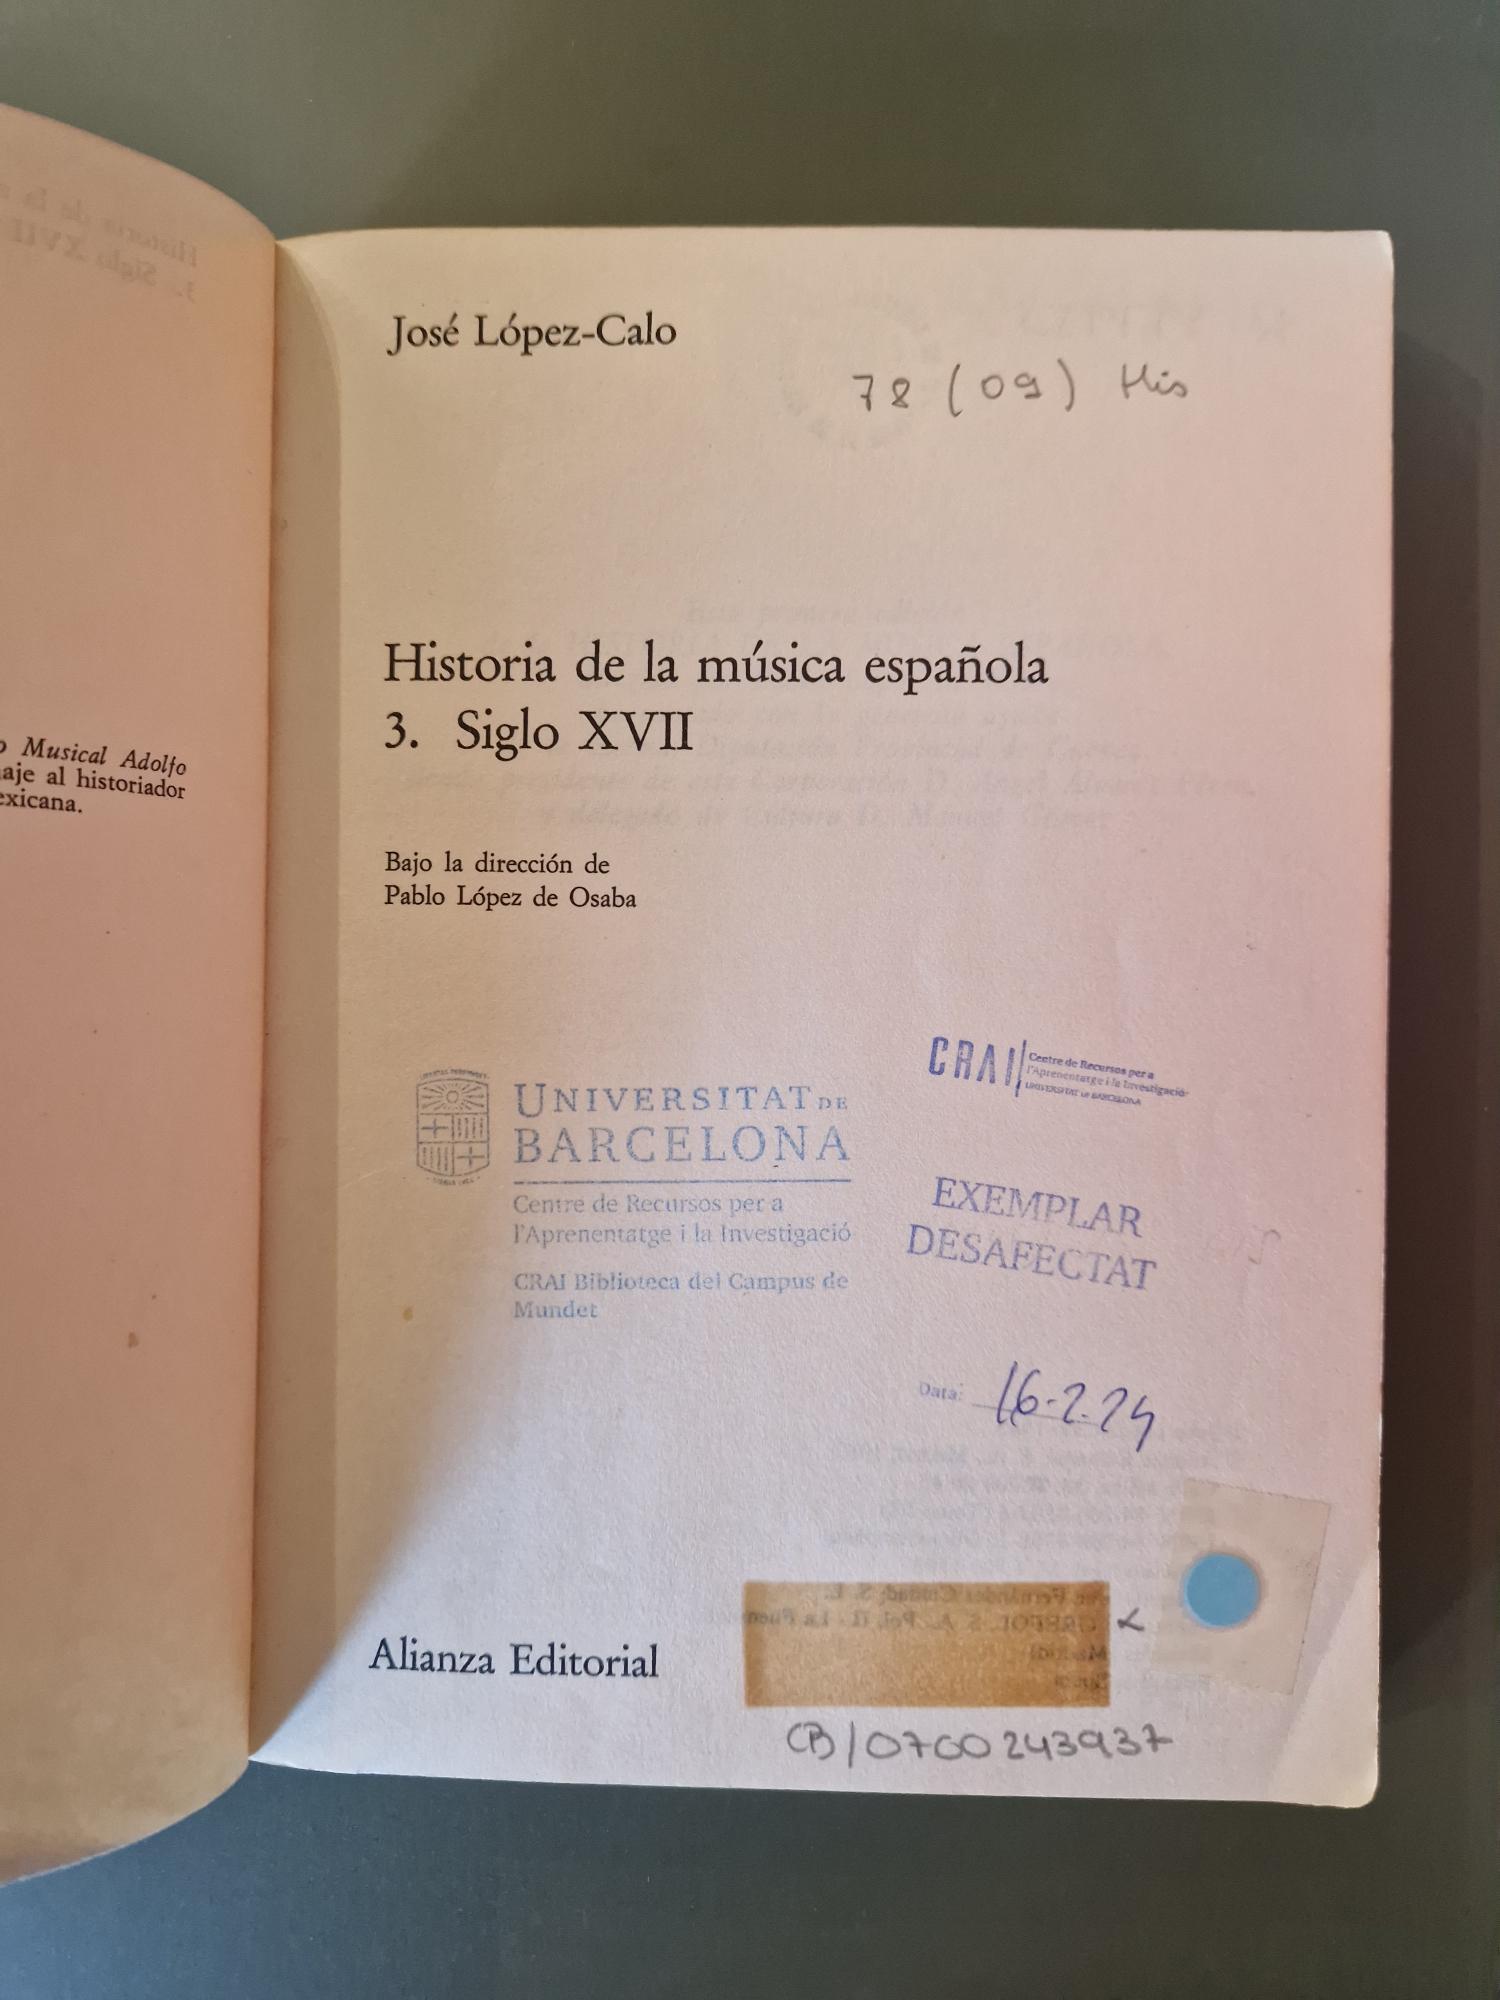 o Musical Adolfo
aje al historiador
exicana.
José López-Calo
78 (09) His
Historia de la música española
3. Siglo XVII
Bajo la dirección de
Pablo López de Osaba
UNIVERSITAT DE
BARCELONA
Centre de Recursos per a
l'Aprenentatge i la Investigació
CRAI Biblioteca del Campus de
Mundet
CRAI
Centre de Recursos per a
l'Aprenentatge i la Investigació
UNIVERSITAT DE BARCELONA
EXEMPLAR
DESAFECTAT
Data: 16-2-24
Alianza Editorial
CB/0700243937